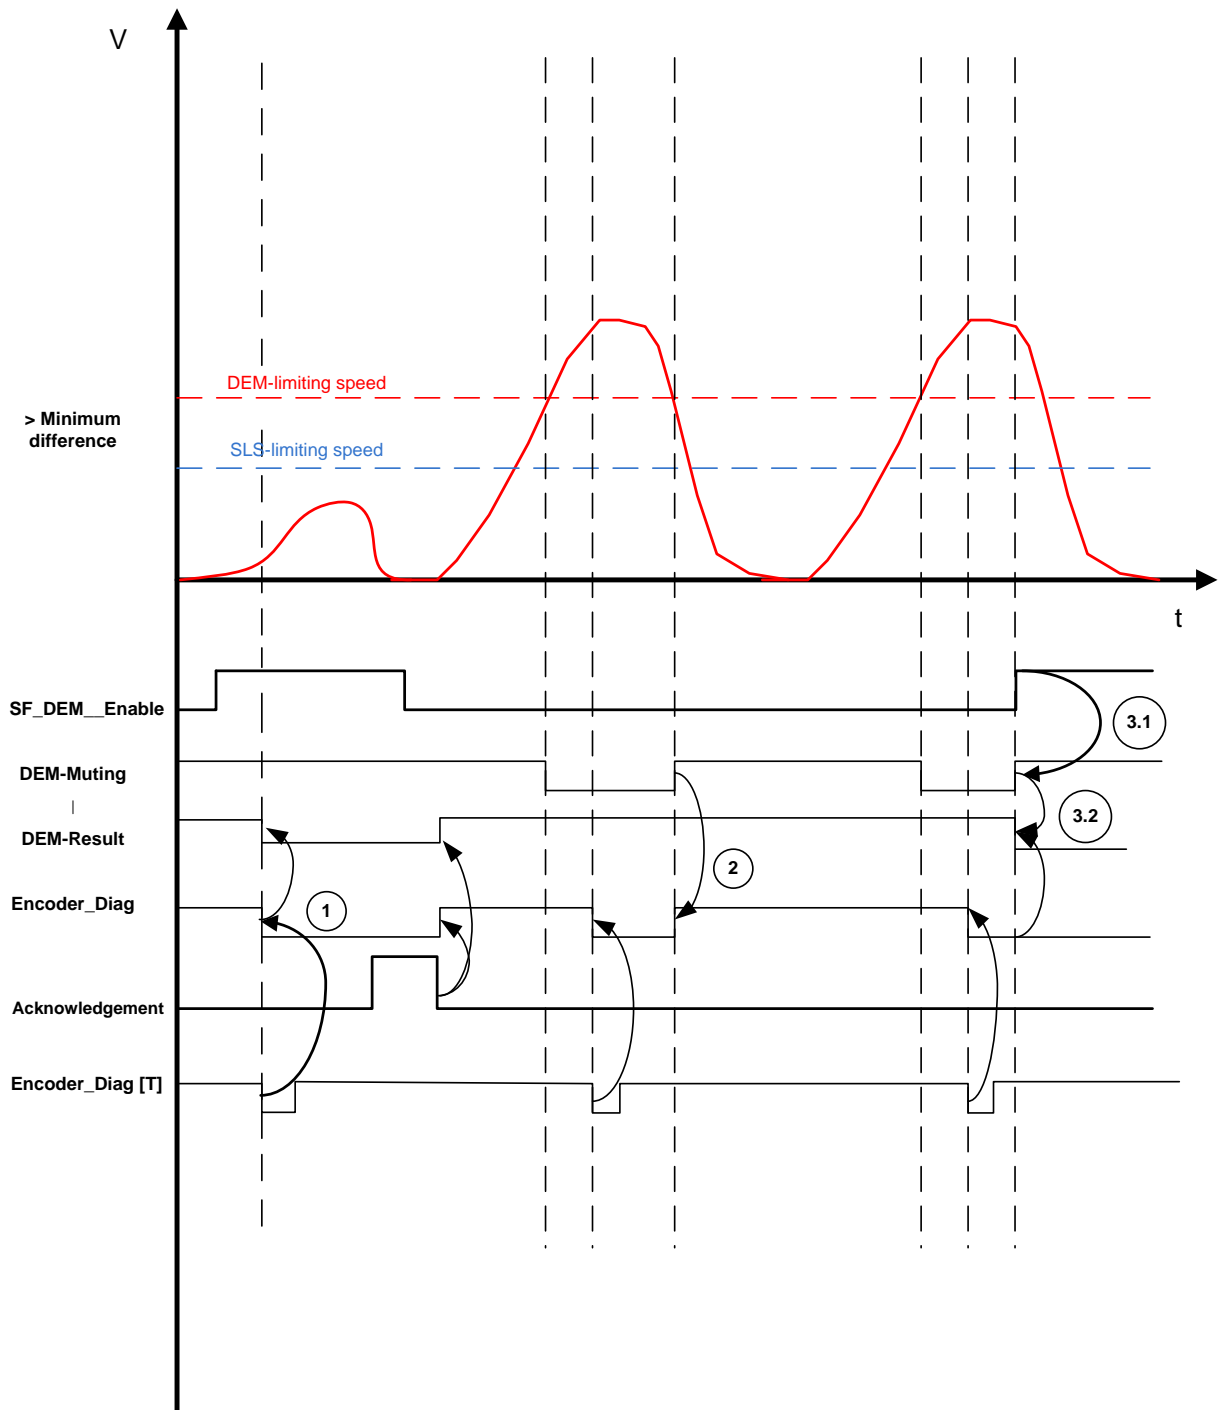 V
DEM-limiting speed
> Minimum
difference
SLS-limiting speed
t
SF_DEM__Enable
3.1
DEM-Muting
3.2
DEM-Result
2
Encoder_Diag
1
Acknowledgement
Encoder_Diag [T]